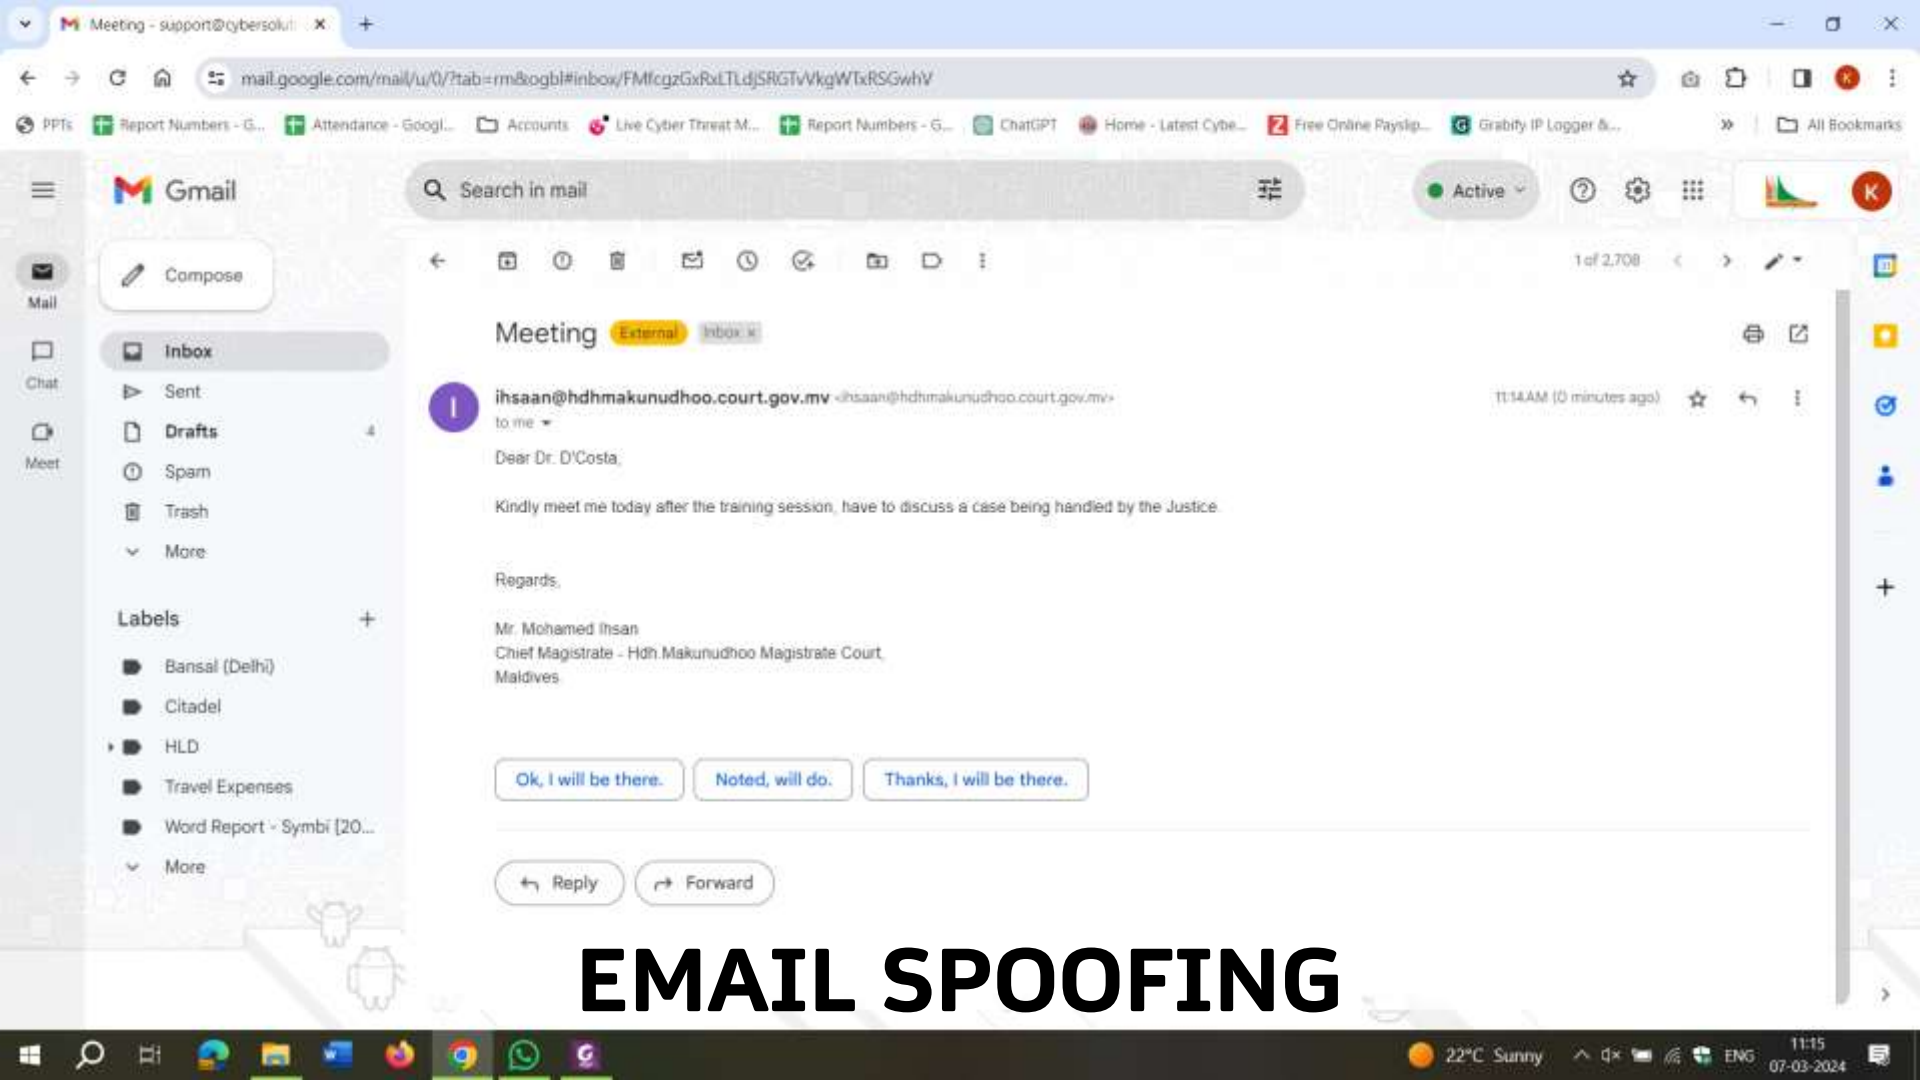 Meeting - support@cybersoluti
mail.google.com/mail/u/0/?tab=rm&ogbl#inbox/FMfcgzGxRxLTLdjSRGTvVkgWTxRSGwhV
PPTs
Report Numbers - G...
Attendance - Googl...
Accounts
Live Cyber Threat M...
Report Numbers - G...
ChatGPT
Home - Latest Cybe...
Free Online Payslip...
Grabify IP Logger &...
All Bookmarks
Gmail
Search in mail
Active
K
Mail
Chat
Meet
Compose
Inbox
Sent
Drafts 4
Spam
Trash
More
Labels
Bansal (Delhi)
Citadel
HLD
Travel Expenses
Word Report - Symbi [20...
More
1 of 2,708
Meeting External Inbox x
I
ihsaan@hdhmakunudhoo.court.gov.mv <ihsaan@hdhmakunudhoo.court.gov.mv>
11:14 AM (0 minutes ago)
to me
Dear Dr. D'Costa,
Kindly meet me today after the training session, have to discuss a case being handled by the Justice.
Regards,
Mr. Mohamed Ihsan
Chief Magistrate - Hdh.Makunudhoo Magistrate Court,
Maldives
Ok, I will be there.
Noted, will do.
Thanks, I will be there.
Reply
Forward
EMAIL SPOOFING
22°C Sunny
ENG
11:15
07-03-2024